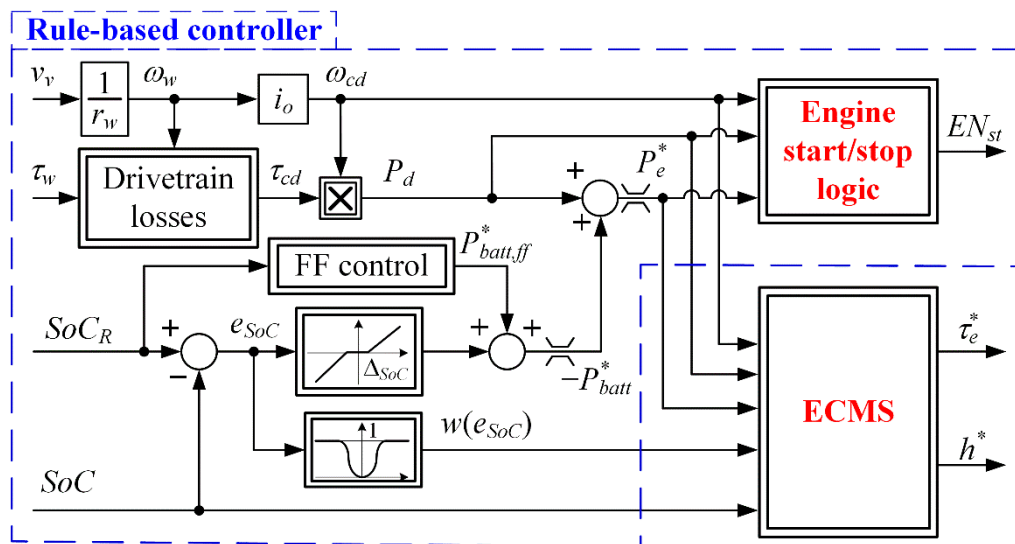 Rule-based controller
v_v
1
r_w
ω_w
i_o
ω_cd
Engine
start/stop
logic
EN_st
τ_w
Drivetrain
losses
τ_cd
P_d
+
+
P_e^*
FF control
P_batt,ff^*
SoC_R
+
−
e_SoC
Δ_SoC
+
+
−P_batt^*
ECMS
τ_e^*
h^*
1
w(e_SoC)
SoC